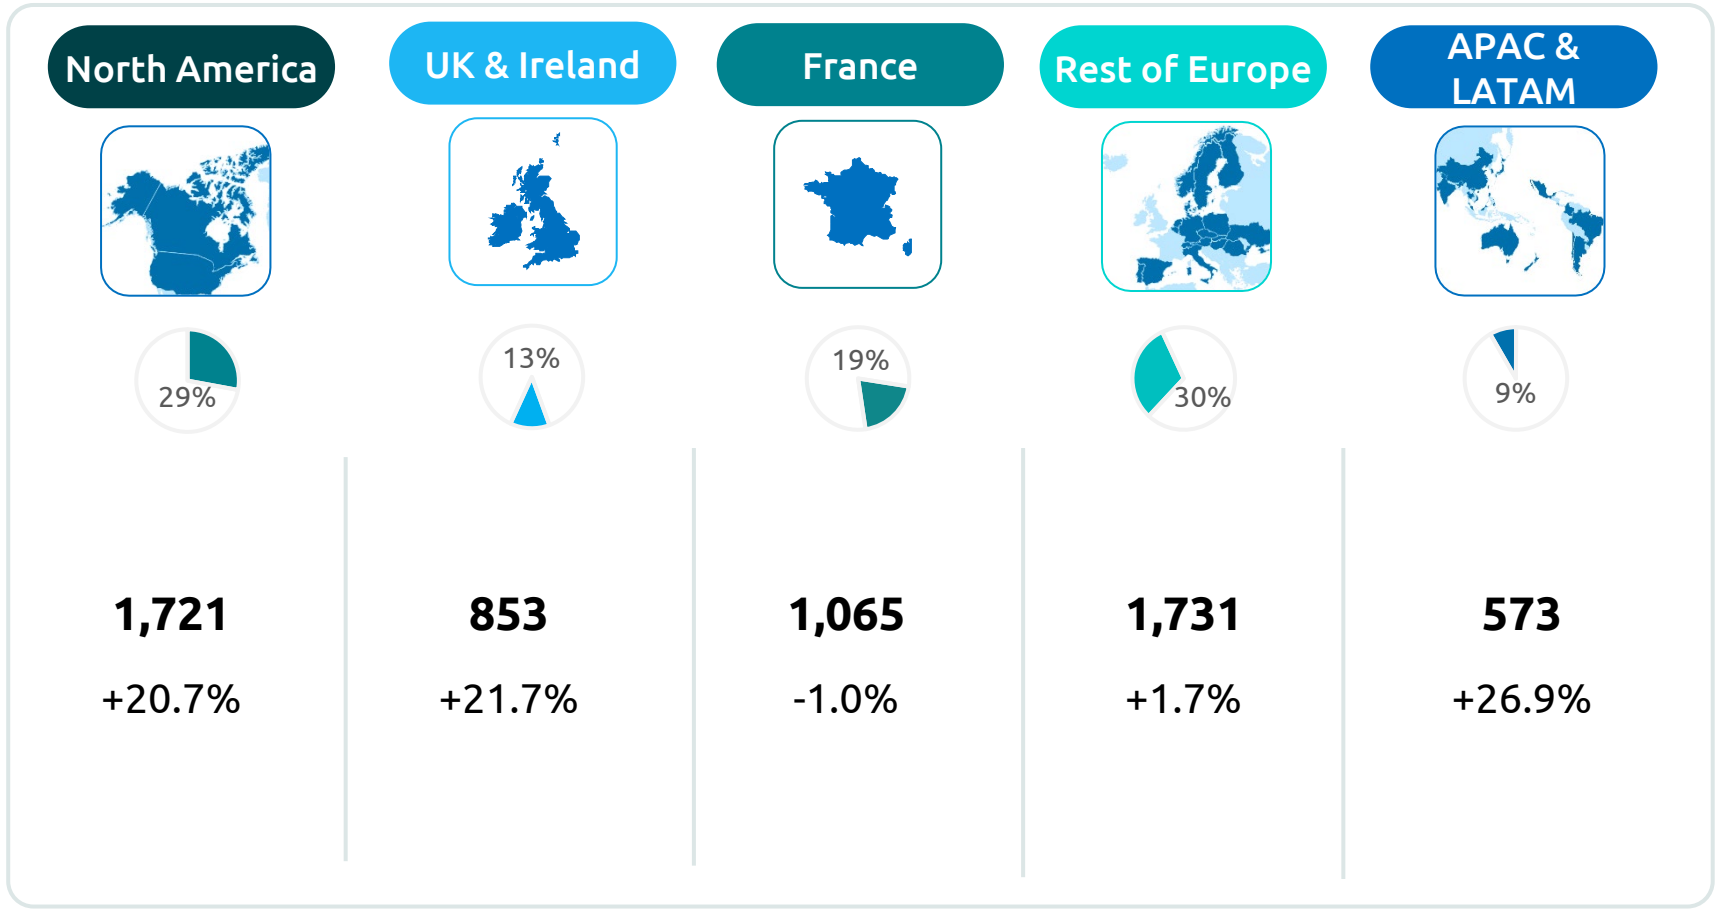 North America
UK & Ireland
France
Rest of Europe
APAC &
LATAM
29%
13%
19%
30%
9%
1,721
853
1,065
1,731
573
+20.7%
+21.7%
-1.0%
+1.7%
+26.9%